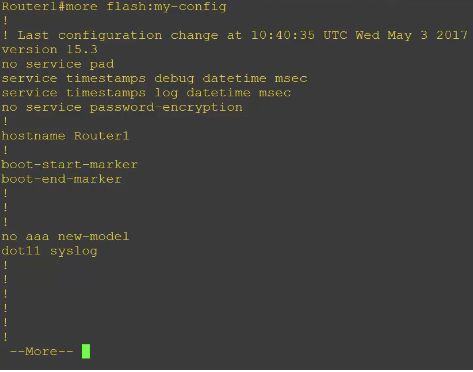 Router1#more flash:my-config
!
! Last configuration change at 10:40:35 UTC Wed May 3 2017
version 15.3
no service pad
service timestamps debug datetime msec
service timestamps log datetime msec
no service password-encryption
!
hostname Router1
!
boot-start-marker
boot-end-marker
!
!
!
no aaa new-model
dot11 syslog
!
!
!
!
!
!
--More--